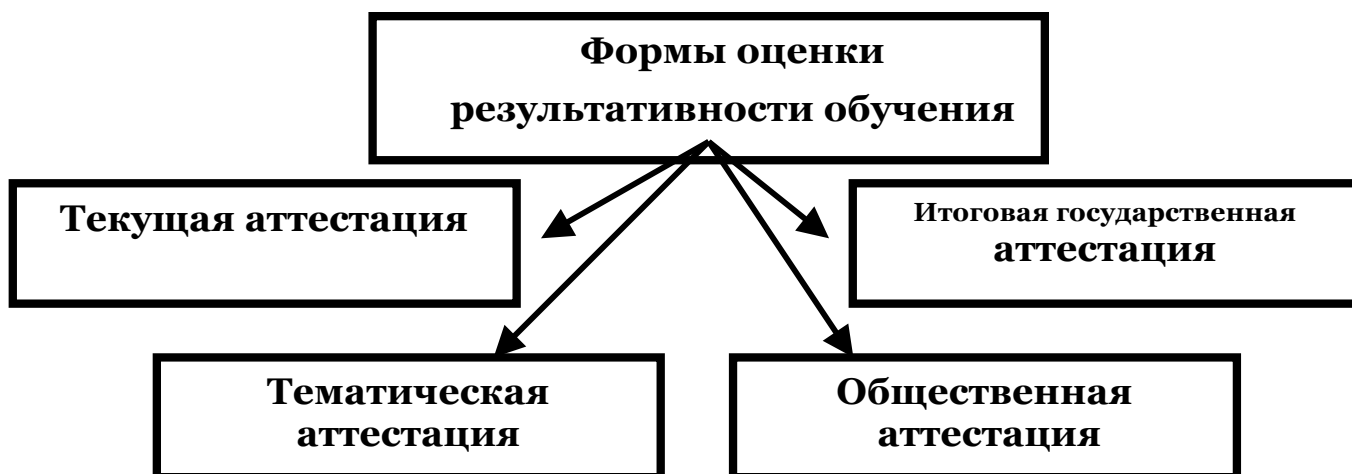 Формы оценки
результативности обучения
Текущая аттестация
Итоговая государственная
аттестация
Тематическая
аттестация
Общественная
аттестация